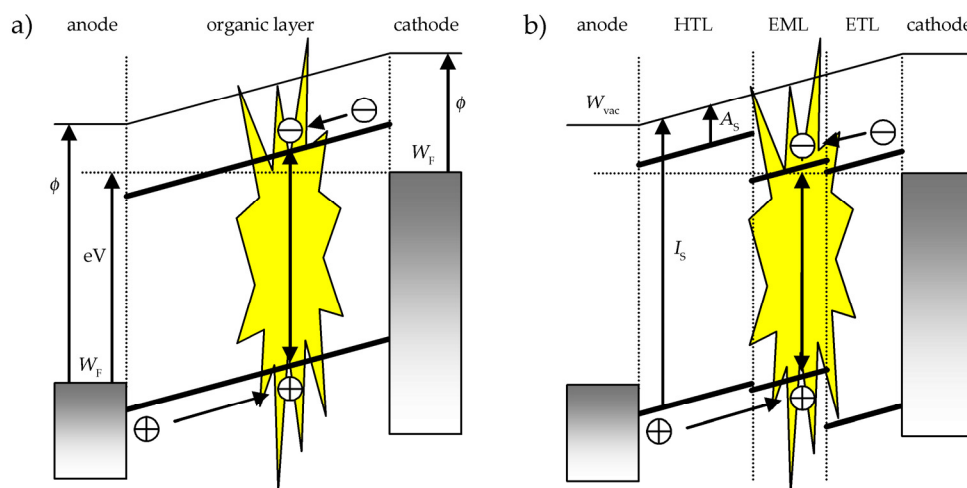 a)
anode
organic layer
cathode
⊖
ϕ
W_F
ϕ
eV
W_F
⊕
⊕
⊖
b)
anode
HTL
EML
ETL
cathode
W_vac
A_S
⊖
⊖
I_S
⊕
⊕